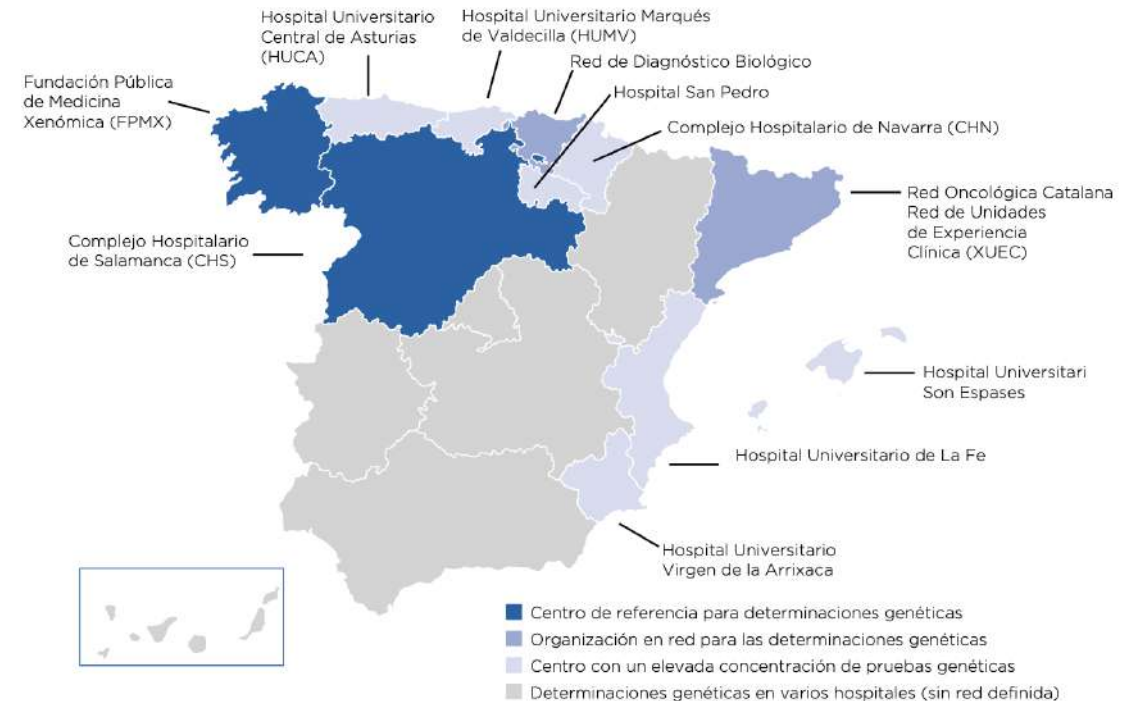 Hospital Universitario
Central de Asturias
(HUCA)
Hospital Universitario Marqués
de Valdecilla (HUMV)
Red de Diagnóstico Biológico
Hospital San Pedro
Fundación Pública
de Medicina
Xenómica (FPMX)
Complejo Hospitalario de Navarra (CHN)
Red Oncológica Catalana
Red de Unidades
de Experiencia
Clínica (XUEC)
Complejo Hospitalario
de Salamanca (CHS)
Hospital Universitari
Son Espases
Hospital Universitario de La Fe
Hospital Universitario
Virgen de la Arrixaca
Centro de referencia para determinaciones genéticas
Organización en red para las determinaciones genéticas
Centro con un elevada concentración de pruebas genéticas
Determinaciones genéticas en varios hospitales (sin red definida)